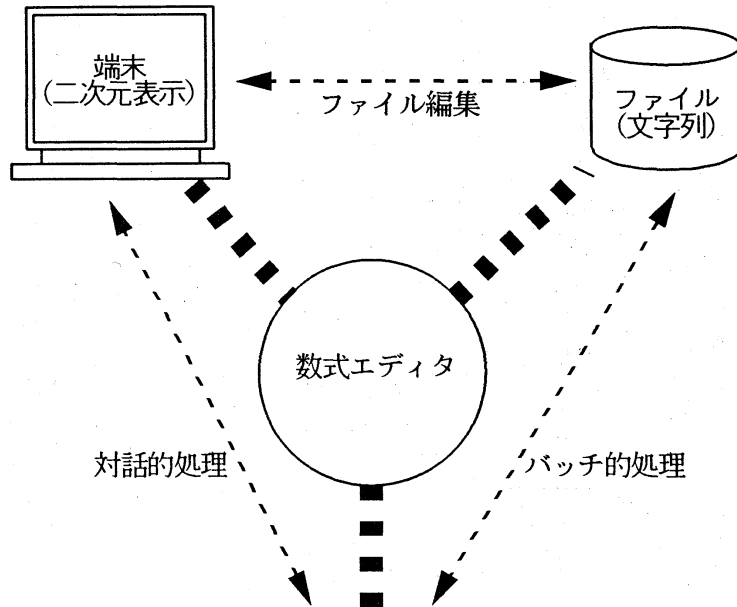 端末
(二次元表示)
ファイル編集
ファイル
(文字列)
数式エディタ
対話的処理
バッチ的処理